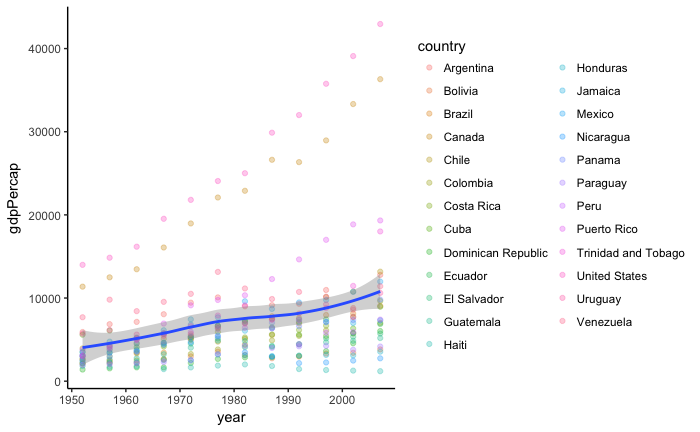 gdpPercap
40000
30000
20000
10000
0
1950
1960
1970
1980
1990
2000
year
country
Argentina
Bolivia
Brazil
Canada
Chile
Colombia
Costa Rica
Cuba
Dominican Republic
Ecuador
El Salvador
Guatemala
Haiti
Honduras
Jamaica
Mexico
Nicaragua
Panama
Paraguay
Peru
Puerto Rico
Trinidad and Tobago
United States
Uruguay
Venezuela